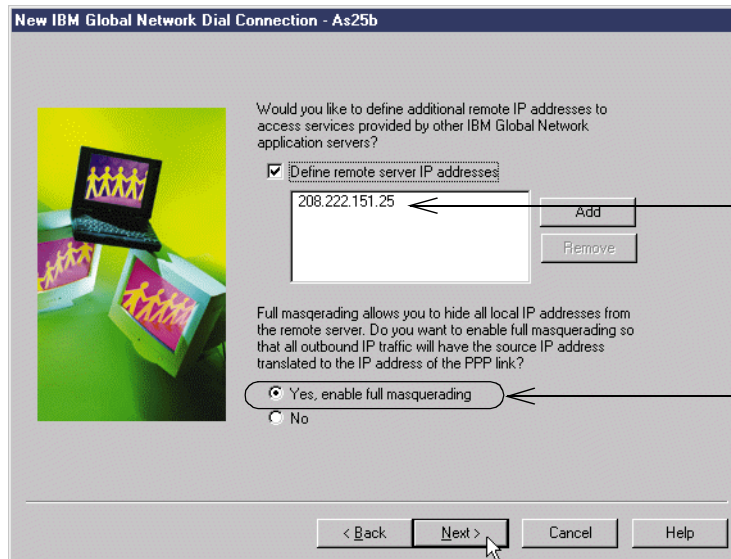 New IBM Global Network Dial Connection - As25b
Would you like to define additional remote IP addresses to
access services provided by other IBM Global Network
application servers?
Define remote server IP addresses
208.222.151.25
Add
Remove
Full masqerading allows you to hide all local IP addresses from
the remote server. Do you want to enable full masquerading so
that all outbound IP traffic will have the source IP address
translated to the IP address of the PPP link?
Yes, enable full masquerading
No
< Back
Next >
Cancel
Help